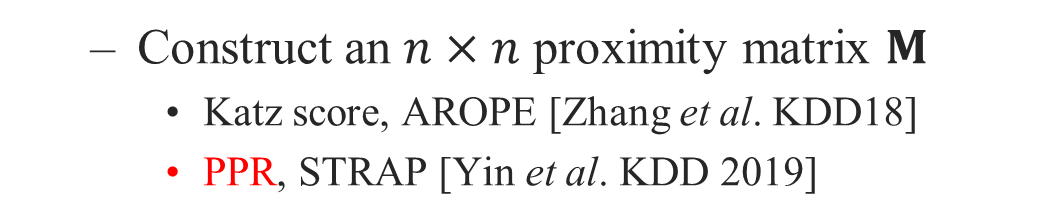 – Construct an 𝑛 × 𝑛 proximity matrix 𝐌
• Katz score, AROPE [Zhang et al. KDD18]
• PPR, STRAP [Yin et al. KDD 2019]